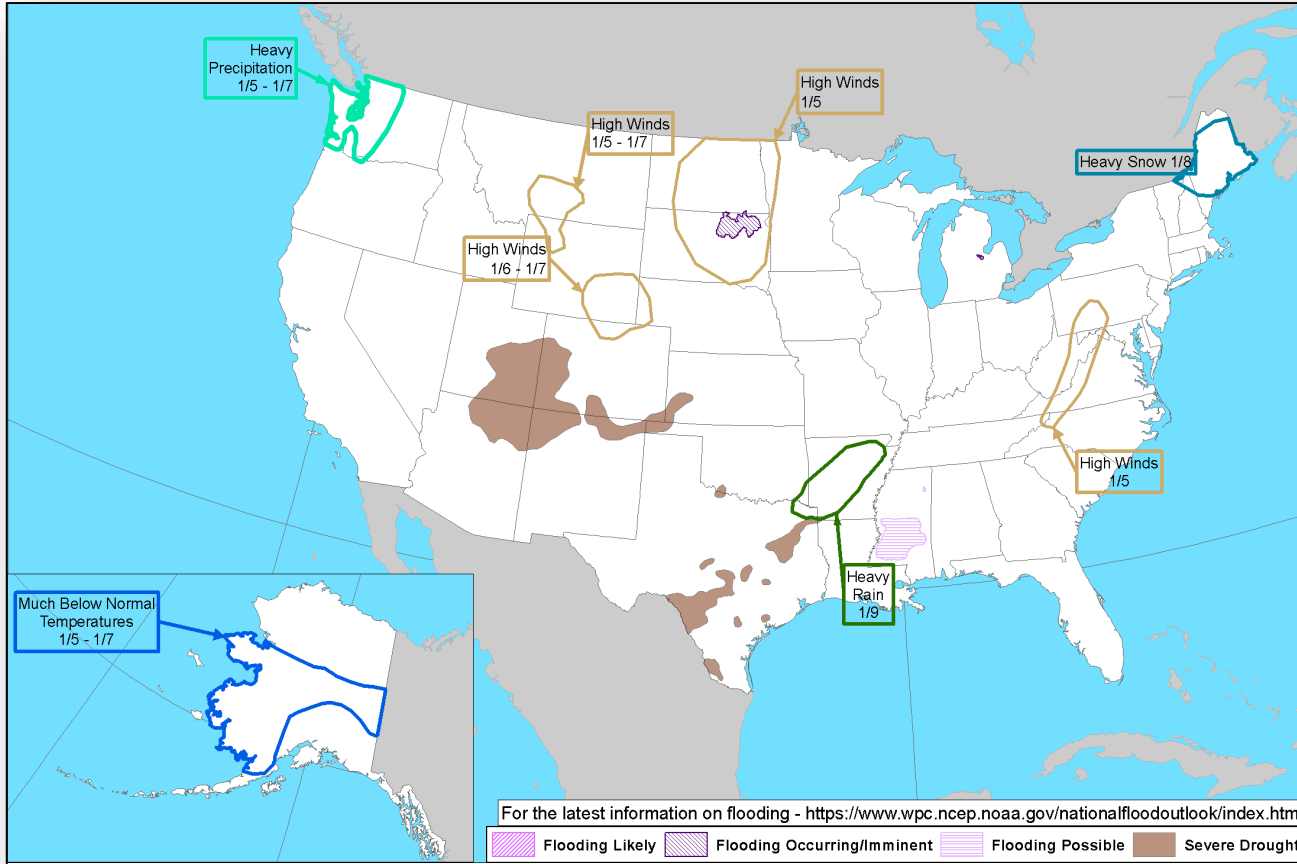 Heavy
Precipitation
1/5 - 1/7
High Winds
1/5
High Winds
1/5 - 1/7
Heavy Snow 1/8
High Winds
1/6 - 1/7
High Winds
1/5
Heavy
Rain
1/9
Much Below Normal
Temperatures
1/5 - 1/7
For the latest information on flooding - https://www.wpc.ncep.noaa.gov/nationalfloodoutlook/index.htm
Flooding Likely
Flooding Occurring/Imminent
Flooding Possible
Severe Drought